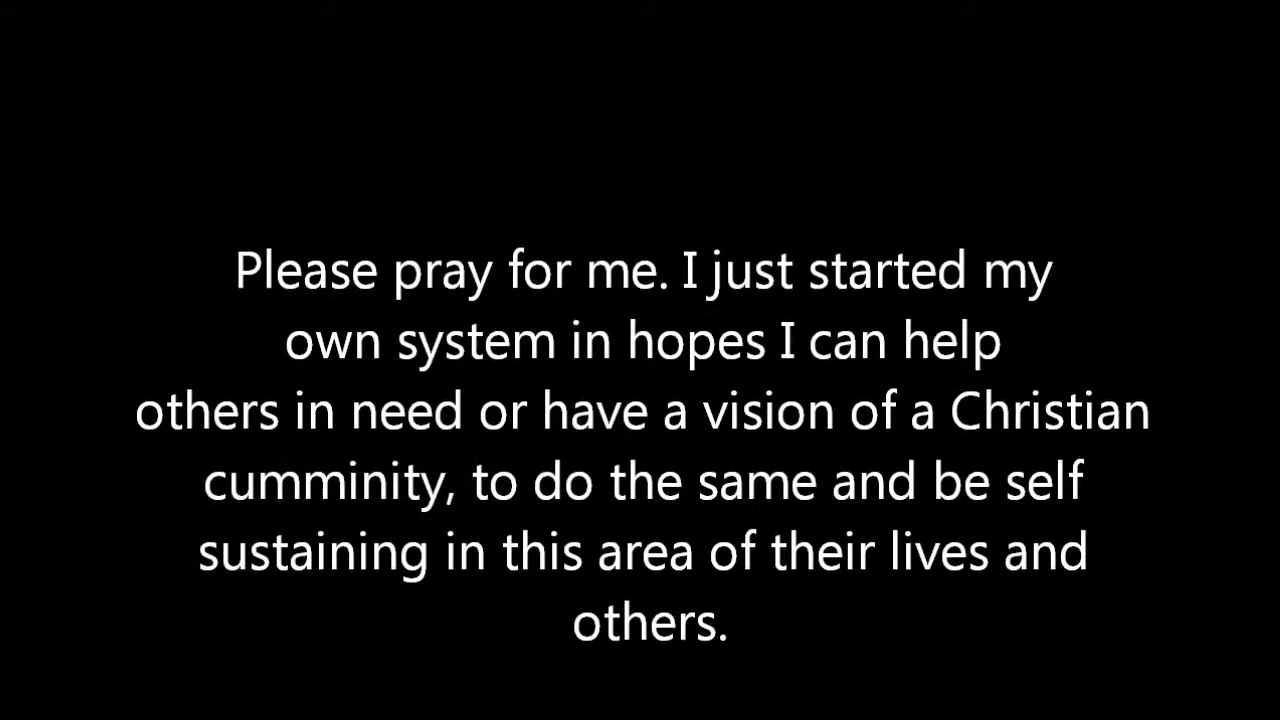 Please pray for me. I just started my
own system in hopes I can help
others in need or have a vision of a Christian
cumminity, to do the same and be self
sustaining in this area of their lives and
others.